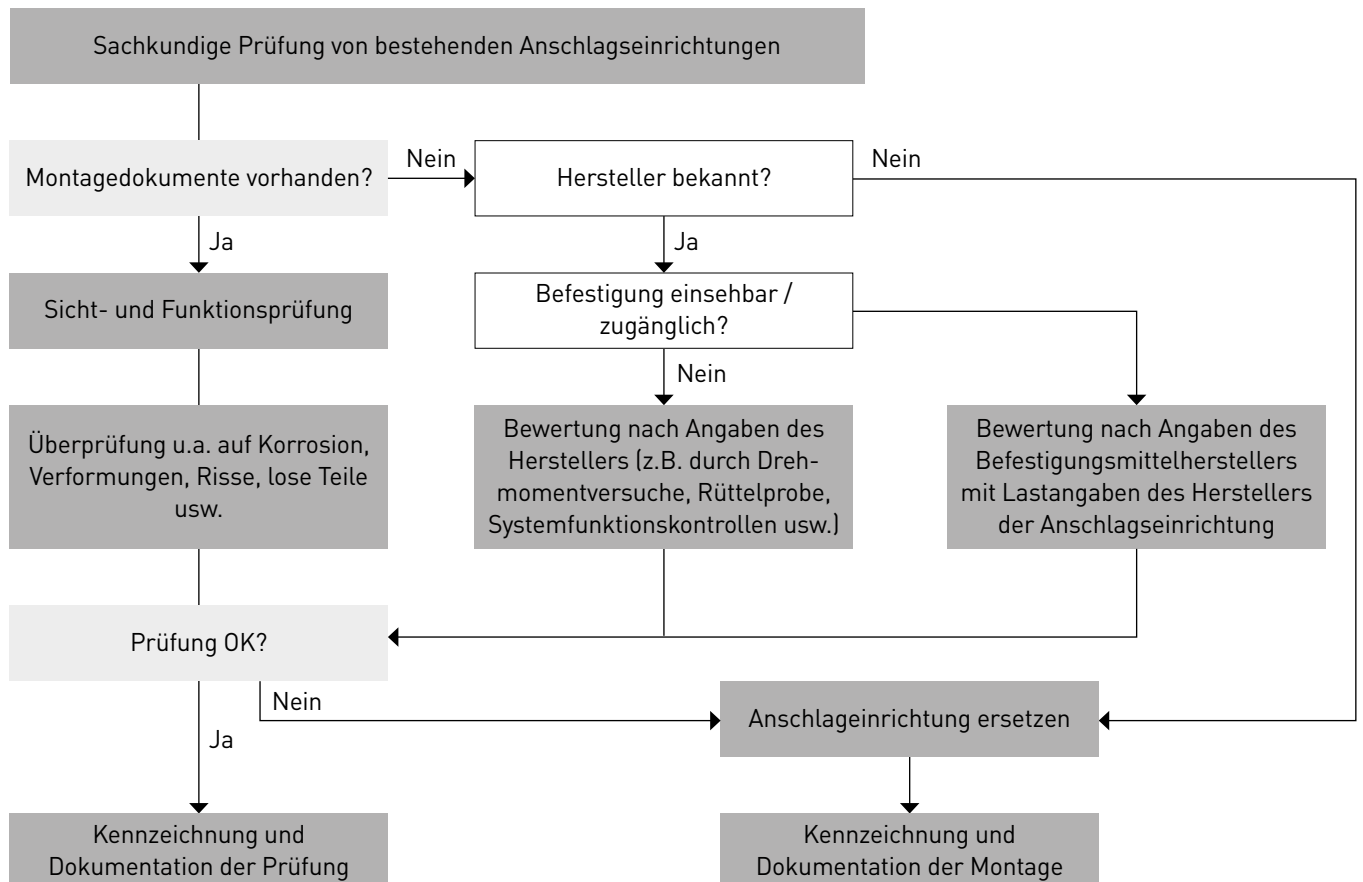 Sachkundige Prüfung von bestehenden Anschlagseinrichtungen
Montagedokumente vorhanden?
Nein
Hersteller bekannt?
Nein
Ja
Ja
Sicht- und Funktionsprüfung
Befestigung einsehbar /
zugänglich?
Nein
Überprüfung u.a. auf Korrosion,
Verformungen, Risse, lose Teile
usw.
Bewertung nach Angaben des
Herstellers (z.B. durch Dreh-
momentversuche, Rüttelprobe,
Systemfunktionskontrollen usw.)
Bewertung nach Angaben des
Befestigungsmittelherstellers
mit Lastangaben des Herstellers
der Anschlagseinrichtung
Prüfung OK?
Nein
Ja
Anschlageinrichtung ersetzen
Kennzeichnung und
Dokumentation der Prüfung
Kennzeichnung und
Dokumentation der Montage